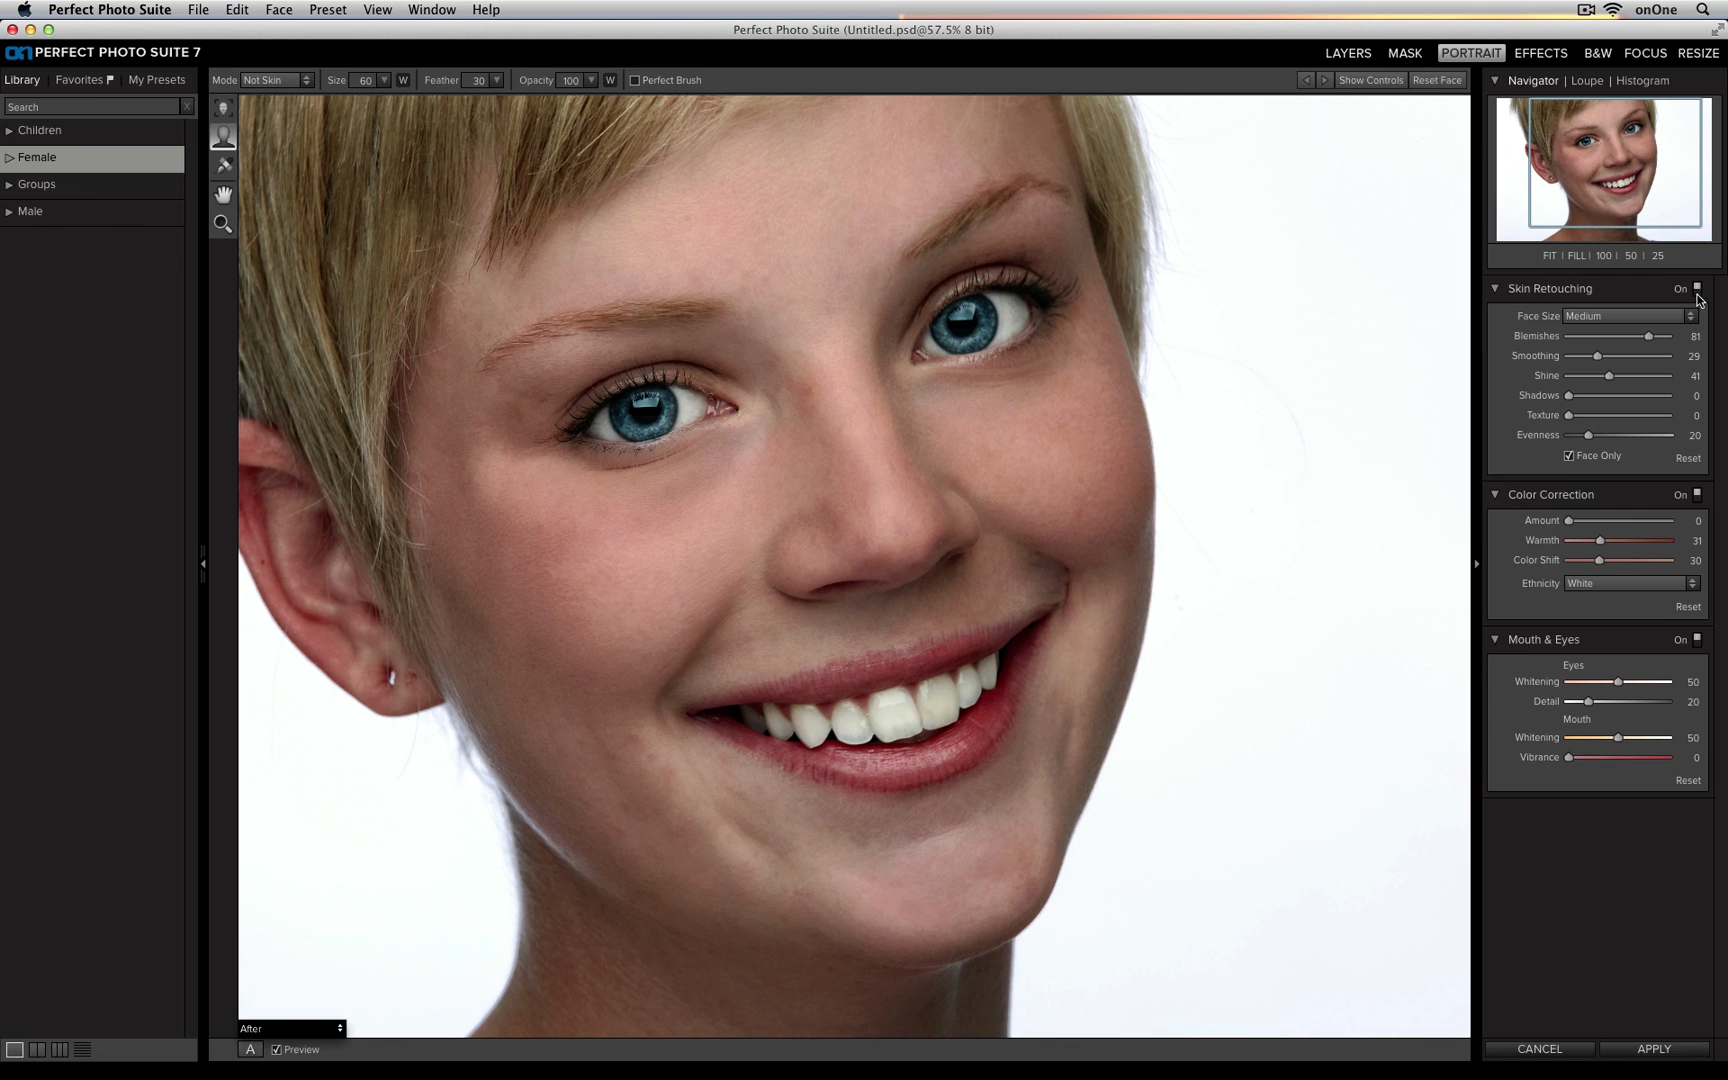 Perfect Photo Suite File Edit Face Preset View Window Help onOne
Perfect Photo Suite (Untitled.psd@57.5% 8 bit)
on PERFECT PHOTO SUITE 7 LAYERS MASK PORTRAIT EFFECTS B&W FOCUS RESIZE
Library Favorites My Presets
Mode Not Skin Size 60 W Feather 30 Opacity 100 W Perfect Brush Show Controls Reset Face
Navigator | Loupe | Histogram
Search X
Children
Female
Groups
Male
FIT | FILL | 100 | 50 | 25
Skin Retouching On
Face Size Medium
Blemishes 81
Smoothing 29
Shine 41
Shadows 0
Texture 0
Evenness 20
Face Only Reset
Color Correction On
Amount 0
Warmth 31
Color Shift 30
Ethnicity White
Reset
Mouth & Eyes On
Eyes
Whitening 50
Detail 20
Mouth
Whitening 50
Vibrance 0
Reset
After
A Preview
CANCEL APPLY